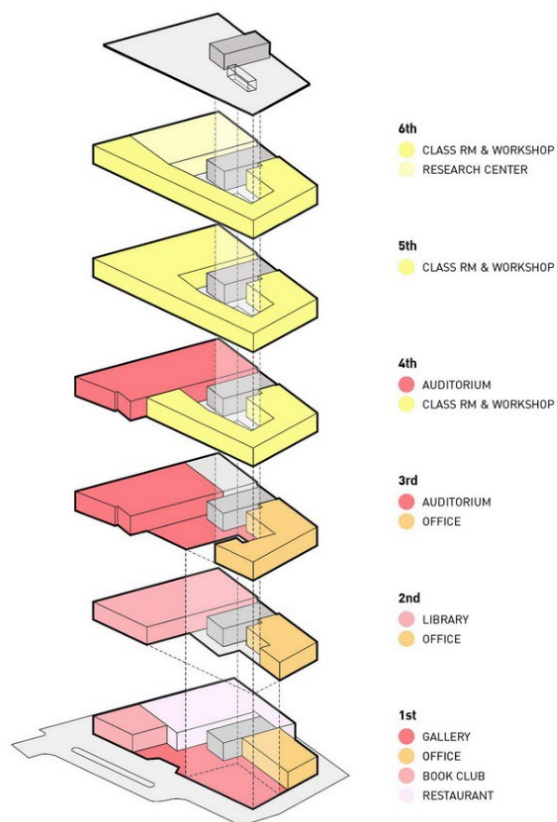 6th
CLASS RM & WORKSHOP
RESEARCH CENTER
5th
CLASS RM & WORKSHOP
4th
AUDITORIUM
CLASS RM & WORKSHOP
3rd
AUDITORIUM
OFFICE
2nd
LIBRARY
OFFICE
1st
GALLERY
OFFICE
BOOK CLUB
RESTAURANT